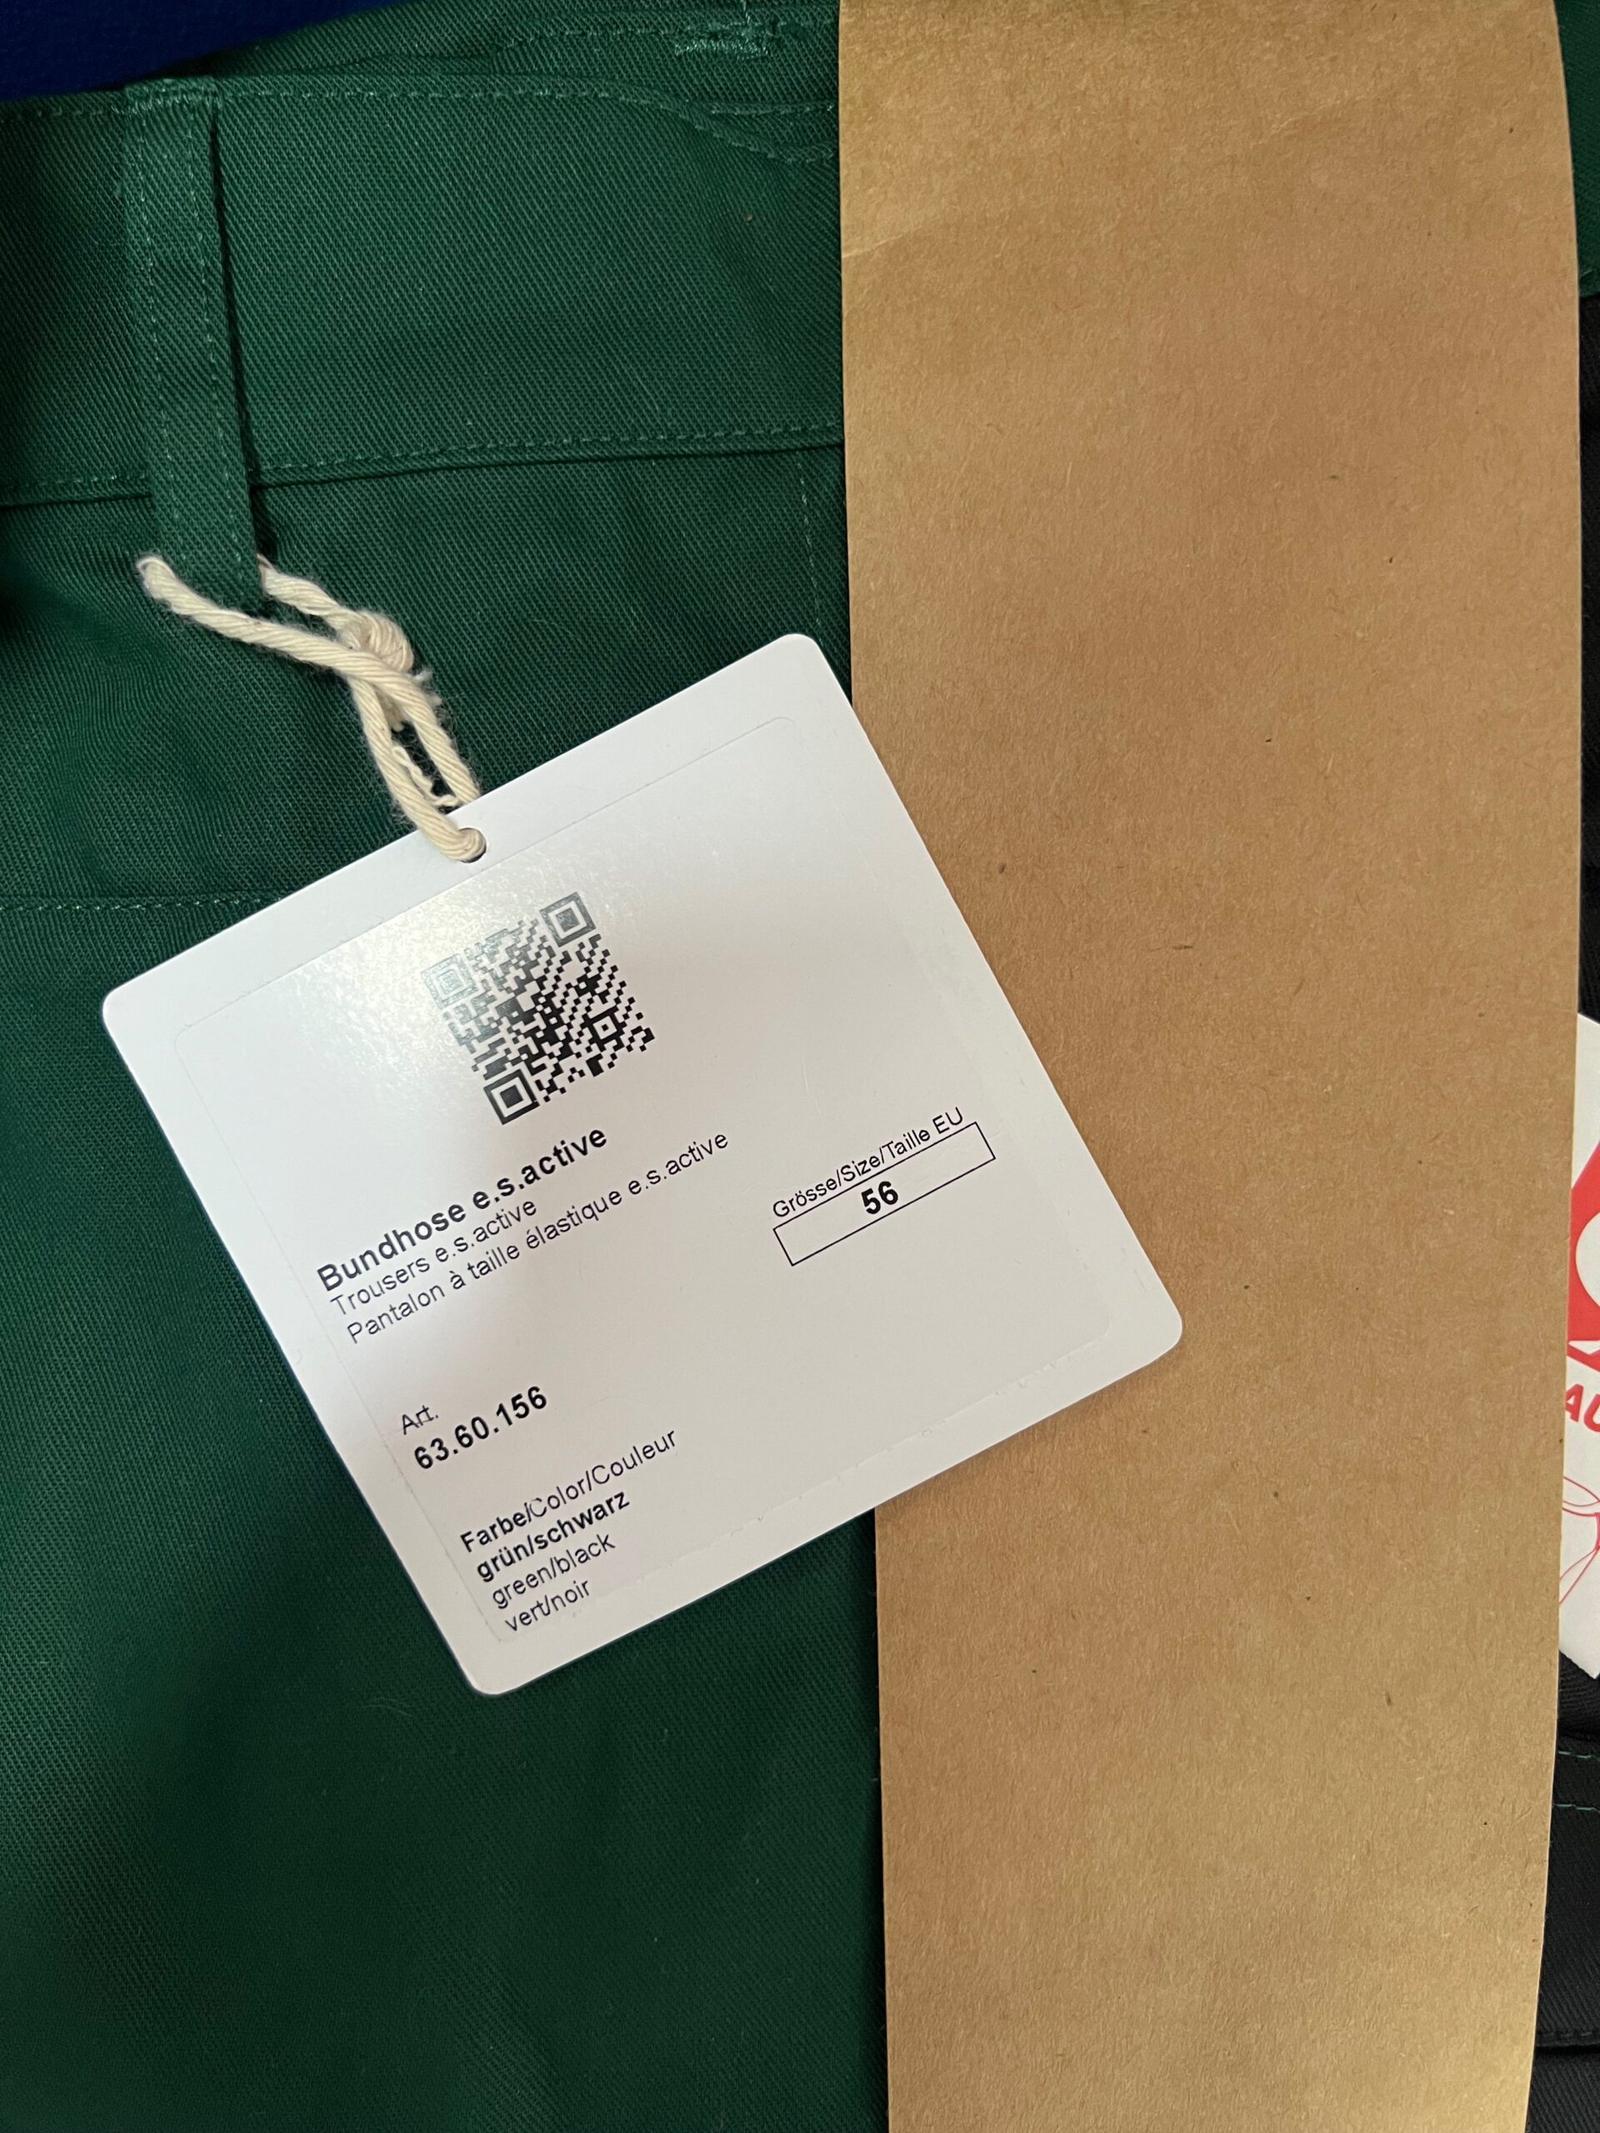 Bundhose e.s.active
Trousers e.s.active
Pantalon à taille élastique e.s.active
Grösse/Size/Taille EU
56
Art.
63.60.156
Farbe/Color/Couleur
grün/schwarz
green/black
vert/noir